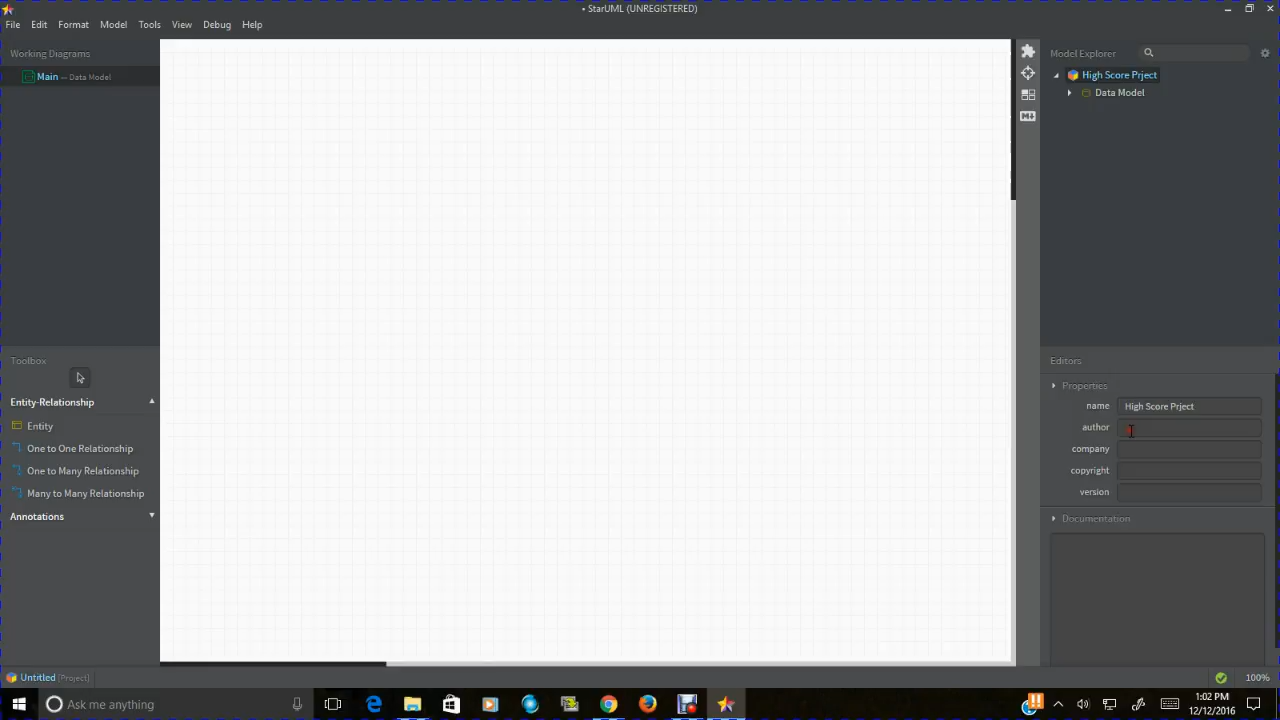 • StarUML (UNREGISTERED)
File Edit Format Model Tools View Debug Help
Working Diagrams
Main — Data Model
Toolbox
Entity-Relationship
Entity
One to One Relationship
One to Many Relationship
Many to Many Relationship
Annotations
Model Explorer
High Score Prject
Data Model
Editors
Properties
name High Score Prject
author
company
copyright
version
Documentation
Untitled [Project]
100%
Ask me anything
1:02 PM
12/12/2016